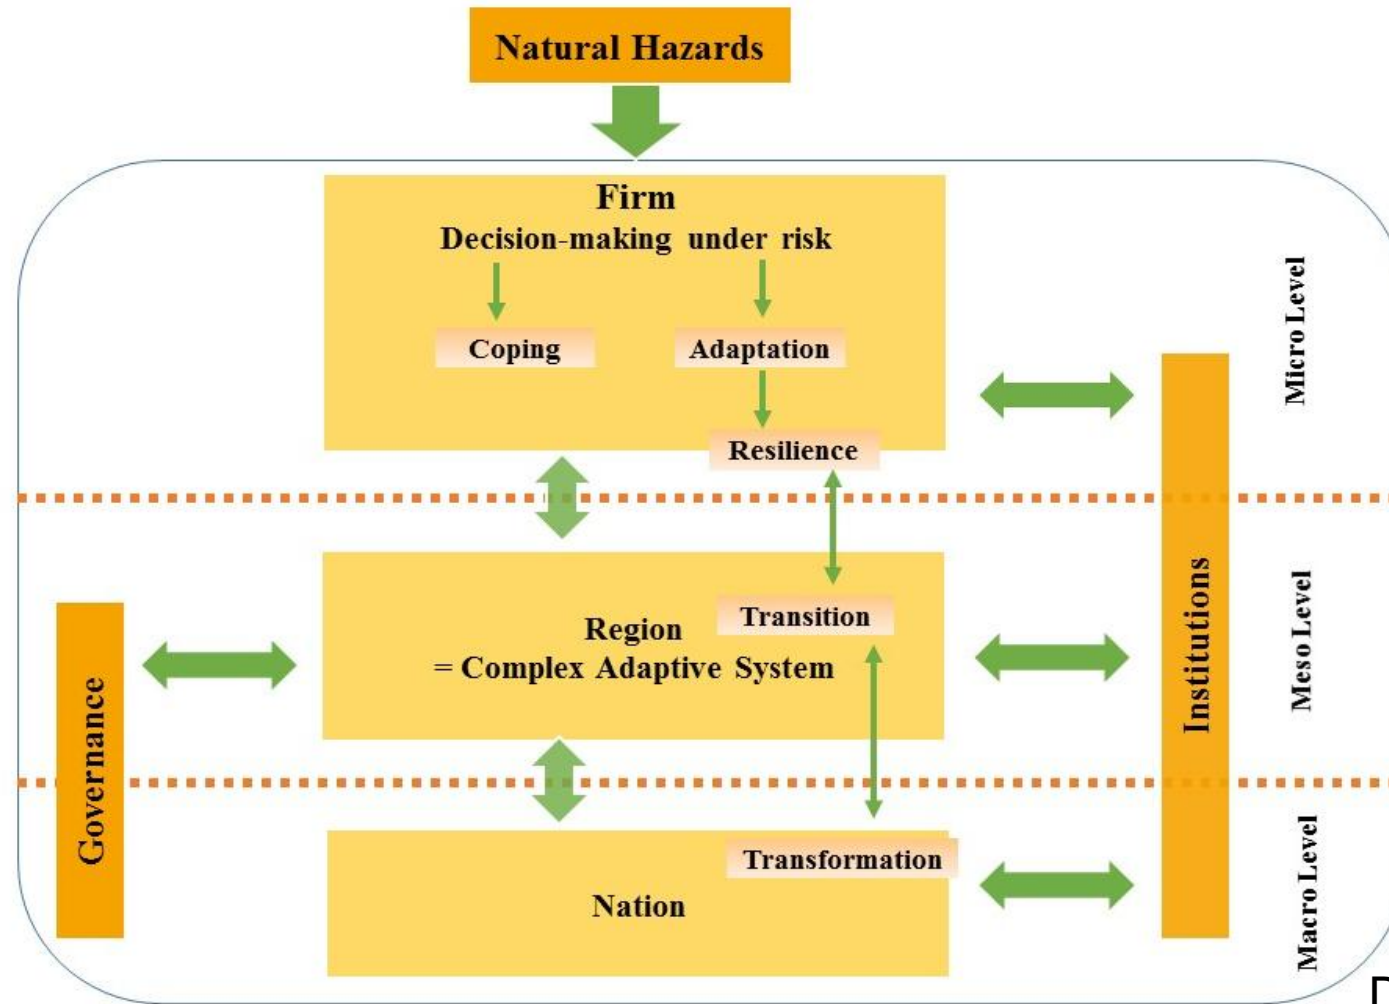 Natural Hazards
Firm
Decision-making under risk
Coping
Adaptation
Resilience
Micro Level
Transition
Region
= Complex Adaptive System
Meso Level
Governance
Institutions
Transformation
Nation
Macro Level